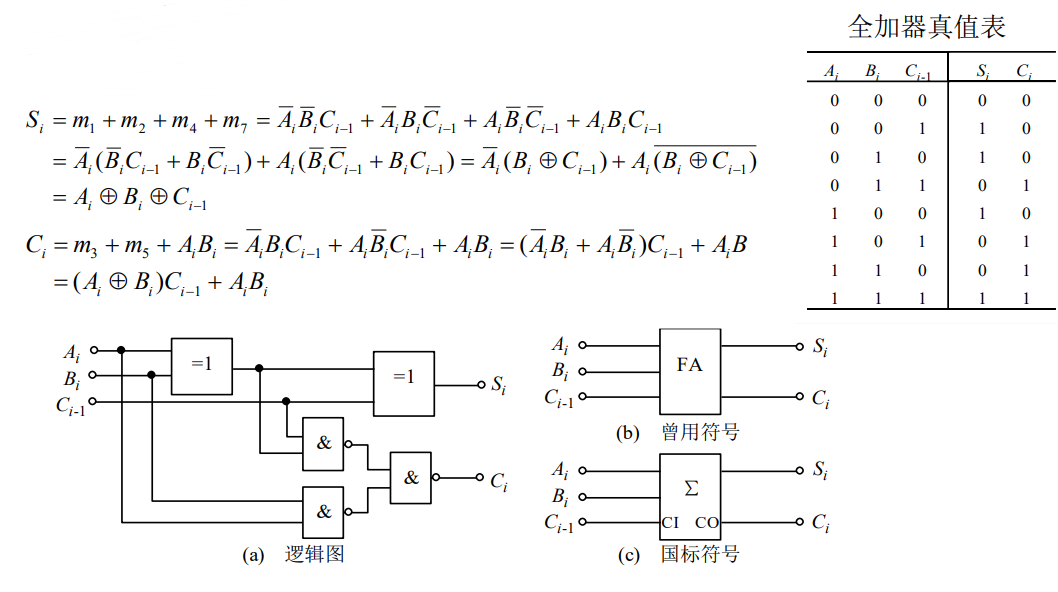 全加器真值表
Aᵢ Bᵢ Cᵢ₋₁ Sᵢ Cᵢ
0 0 0 0 0
0 0 1 1 0
0 1 0 1 0
0 1 1 0 1
1 0 0 1 0
1 0 1 0 1
1 1 0 0 1
1 1 1 1 1
Sᵢ = m₁ + m₂ + m₄ + m₇ = A̅ᵢB̅ᵢCᵢ₋₁ + A̅ᵢBᵢC̅ᵢ₋₁ + AᵢB̅ᵢC̅ᵢ₋₁ + AᵢBᵢCᵢ₋₁
= A̅ᵢ(B̅ᵢCᵢ₋₁ + BᵢC̅ᵢ₋₁) + Aᵢ(B̅ᵢC̅ᵢ₋₁ + BᵢCᵢ₋₁) = A̅ᵢ(Bᵢ ⊕ Cᵢ₋₁) + Aᵢ\overline{(Bᵢ ⊕ Cᵢ₋₁)}
= Aᵢ ⊕ Bᵢ ⊕ Cᵢ₋₁
Cᵢ = m₃ + m₅ + AᵢBᵢ = A̅ᵢBᵢCᵢ₋₁ + AᵢB̅ᵢCᵢ₋₁ + AᵢBᵢ = (A̅ᵢBᵢ + AᵢB̅ᵢ)Cᵢ₋₁ + AᵢB
= (Aᵢ ⊕ Bᵢ)Cᵢ₋₁ + AᵢBᵢ
Aᵢ
Bᵢ
Cᵢ₋₁
=1
=1
Sᵢ
&
&
&
Cᵢ
(a) 逻辑图
Aᵢ
Bᵢ
Cᵢ₋₁
FA
Sᵢ
Cᵢ
(b) 曾用符号
Aᵢ
Bᵢ
Cᵢ₋₁
Σ
CI CO
Sᵢ
Cᵢ
(c) 国标符号